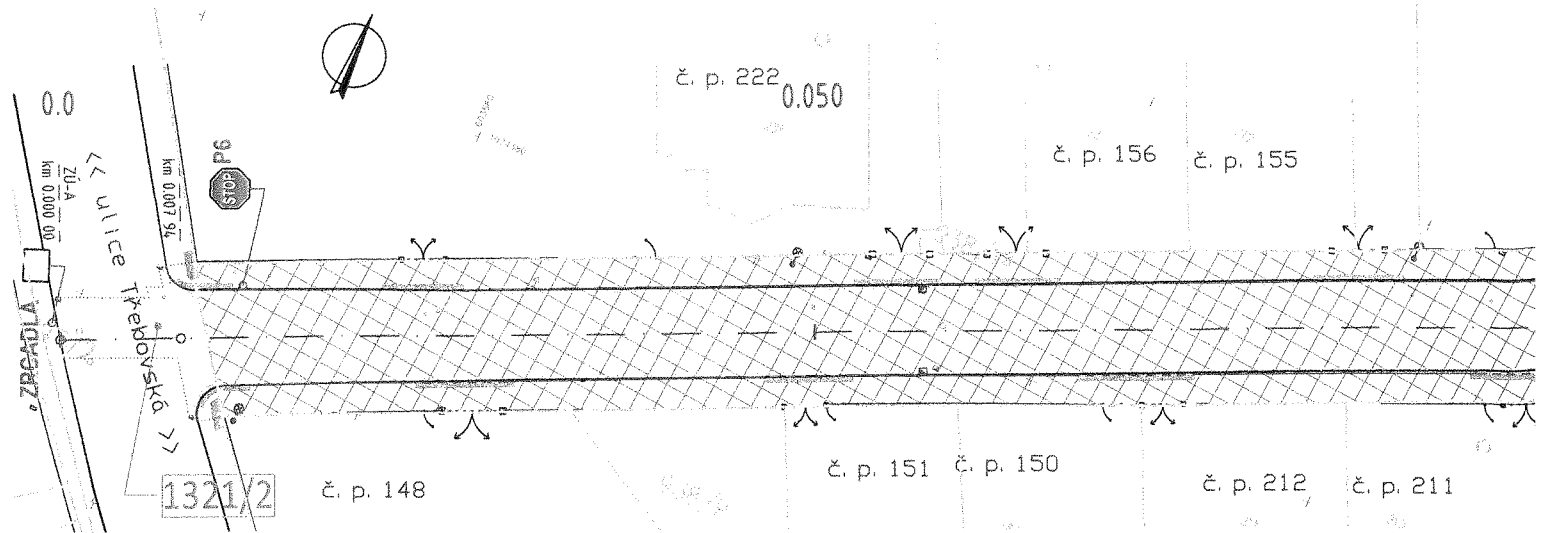 0.0
ZÚ-A
km 0.000 00
<< ulice Třebovská >>
km 0.007 94
STOP
P6
č. p. 222
0.050
č. p. 156
č. p. 155
ZRCADLA
1321/2
č. p. 148
č. p. 151
č. p. 150
č. p. 212
č. p. 211